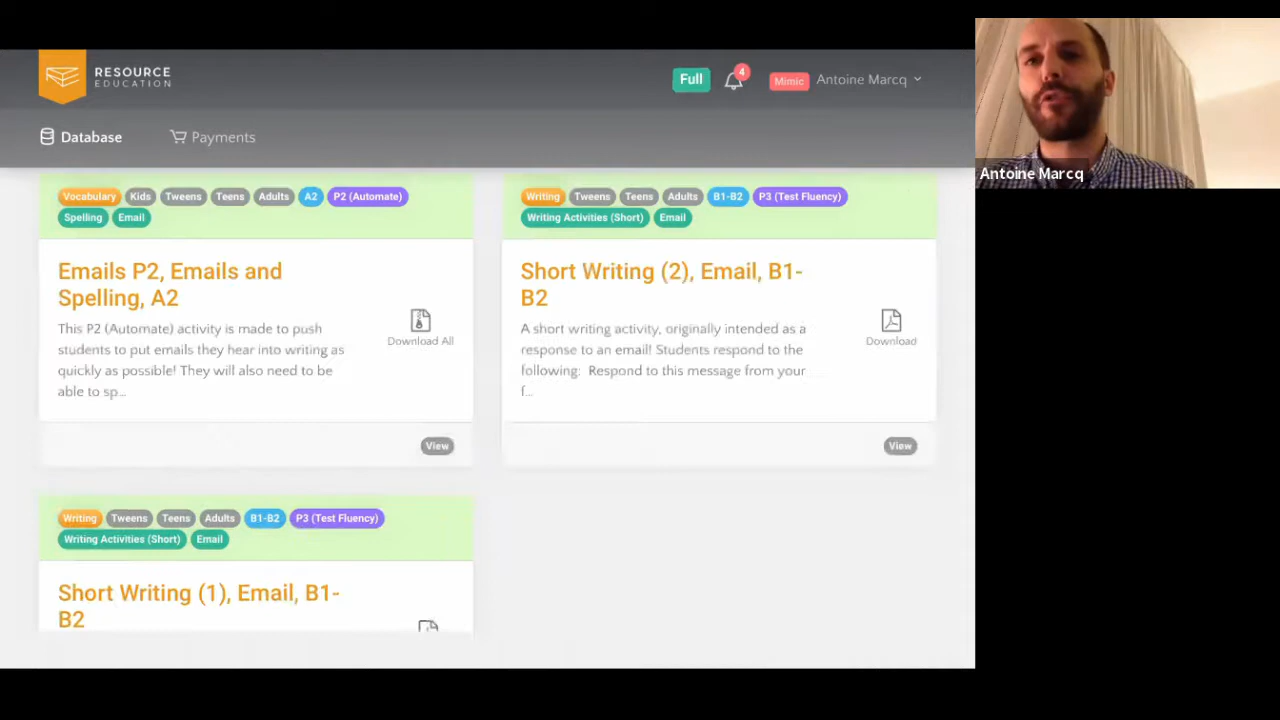 RESOURCE
EDUCATION
Full
4
Mimic
Antoine Marcq
Database
Payments
Vocabulary Kids Tweens Teens Adults A2 P2 (Automate)
Spelling Email
Emails P2, Emails and
Spelling, A2
This P2 (Automate) activity is made to push
students to put emails they hear into writing as
quickly as possible! They will also need to be
able to sp...
Download All
View
Writing Tweens Teens Adults B1-B2 P3 (Test Fluency)
Writing Activities (Short) Email
Short Writing (2), Email, B1-
B2
A short writing activity, originally intended as a
response to an email! Students respond to the
following: Respond to this message from your
f...
Download
View
Writing Tweens Teens Adults B1-B2 P3 (Test Fluency)
Writing Activities (Short) Email
Short Writing (1), Email, B1-
B2
Antoine Marcq